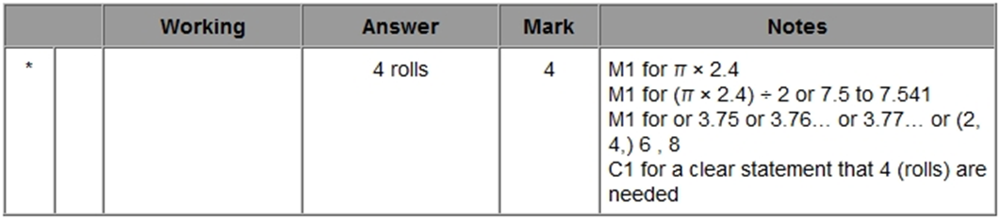 Working Answer Mark Notes
* 4 rolls 4 M1 for π × 2.4
M1 for (π × 2.4) ÷ 2 or 7.5 to 7.541
M1 for or 3.75 or 3.76... or 3.77... or (2,
4,) 6 , 8
C1 for a clear statement that 4 (rolls) are
needed